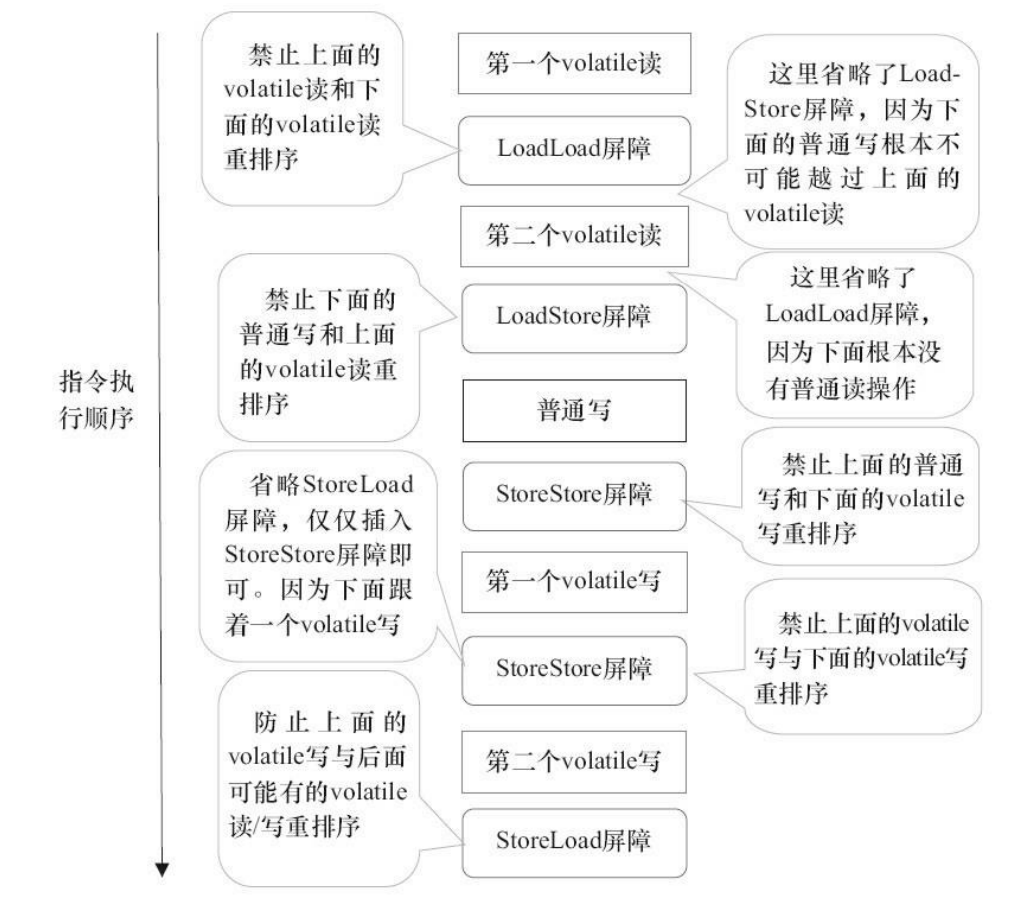 禁止上面的
volatile读和下
面的volatile读
重排序
第一个volatile读
LoadLoad屏障
这里省略了Load-
Store屏障，因为下
面的普通写根本不
可能越过上面的
volatile读
第二个volatile读
禁止下面的
普通写和上面
的volatile读重
排序
LoadStore屏障
这里省略了
LoadLoad屏障，
因为下面根本没
有普通读操作
指令执
行顺序
普通写
省略StoreLoad
屏障，仅仅插入
StoreStore屏障即
可。因为下面跟
着一个volatile写
StoreStore屏障
禁止上面的普通
写和下面的volatile
写重排序
第一个volatile写
StoreStore屏障
禁止上面的volatile
写与下面的volatile写
重排序
防止上面的
volatile写与后面
可能有的volatile
读/写重排序
第二个volatile写
StoreLoad屏障